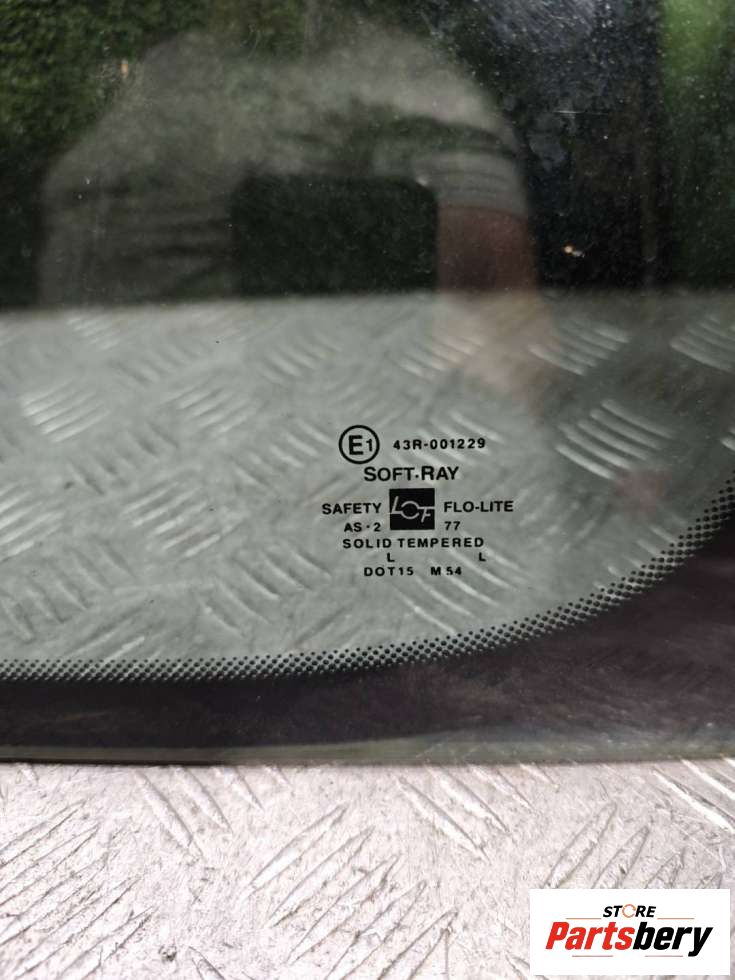 E1 43R-001229
SOFT·RAY
SAFETY LOF FLO-LITE
AS·2 77
SOLID TEMPERED
L L
DOT15 M54
STORE
Partsbery